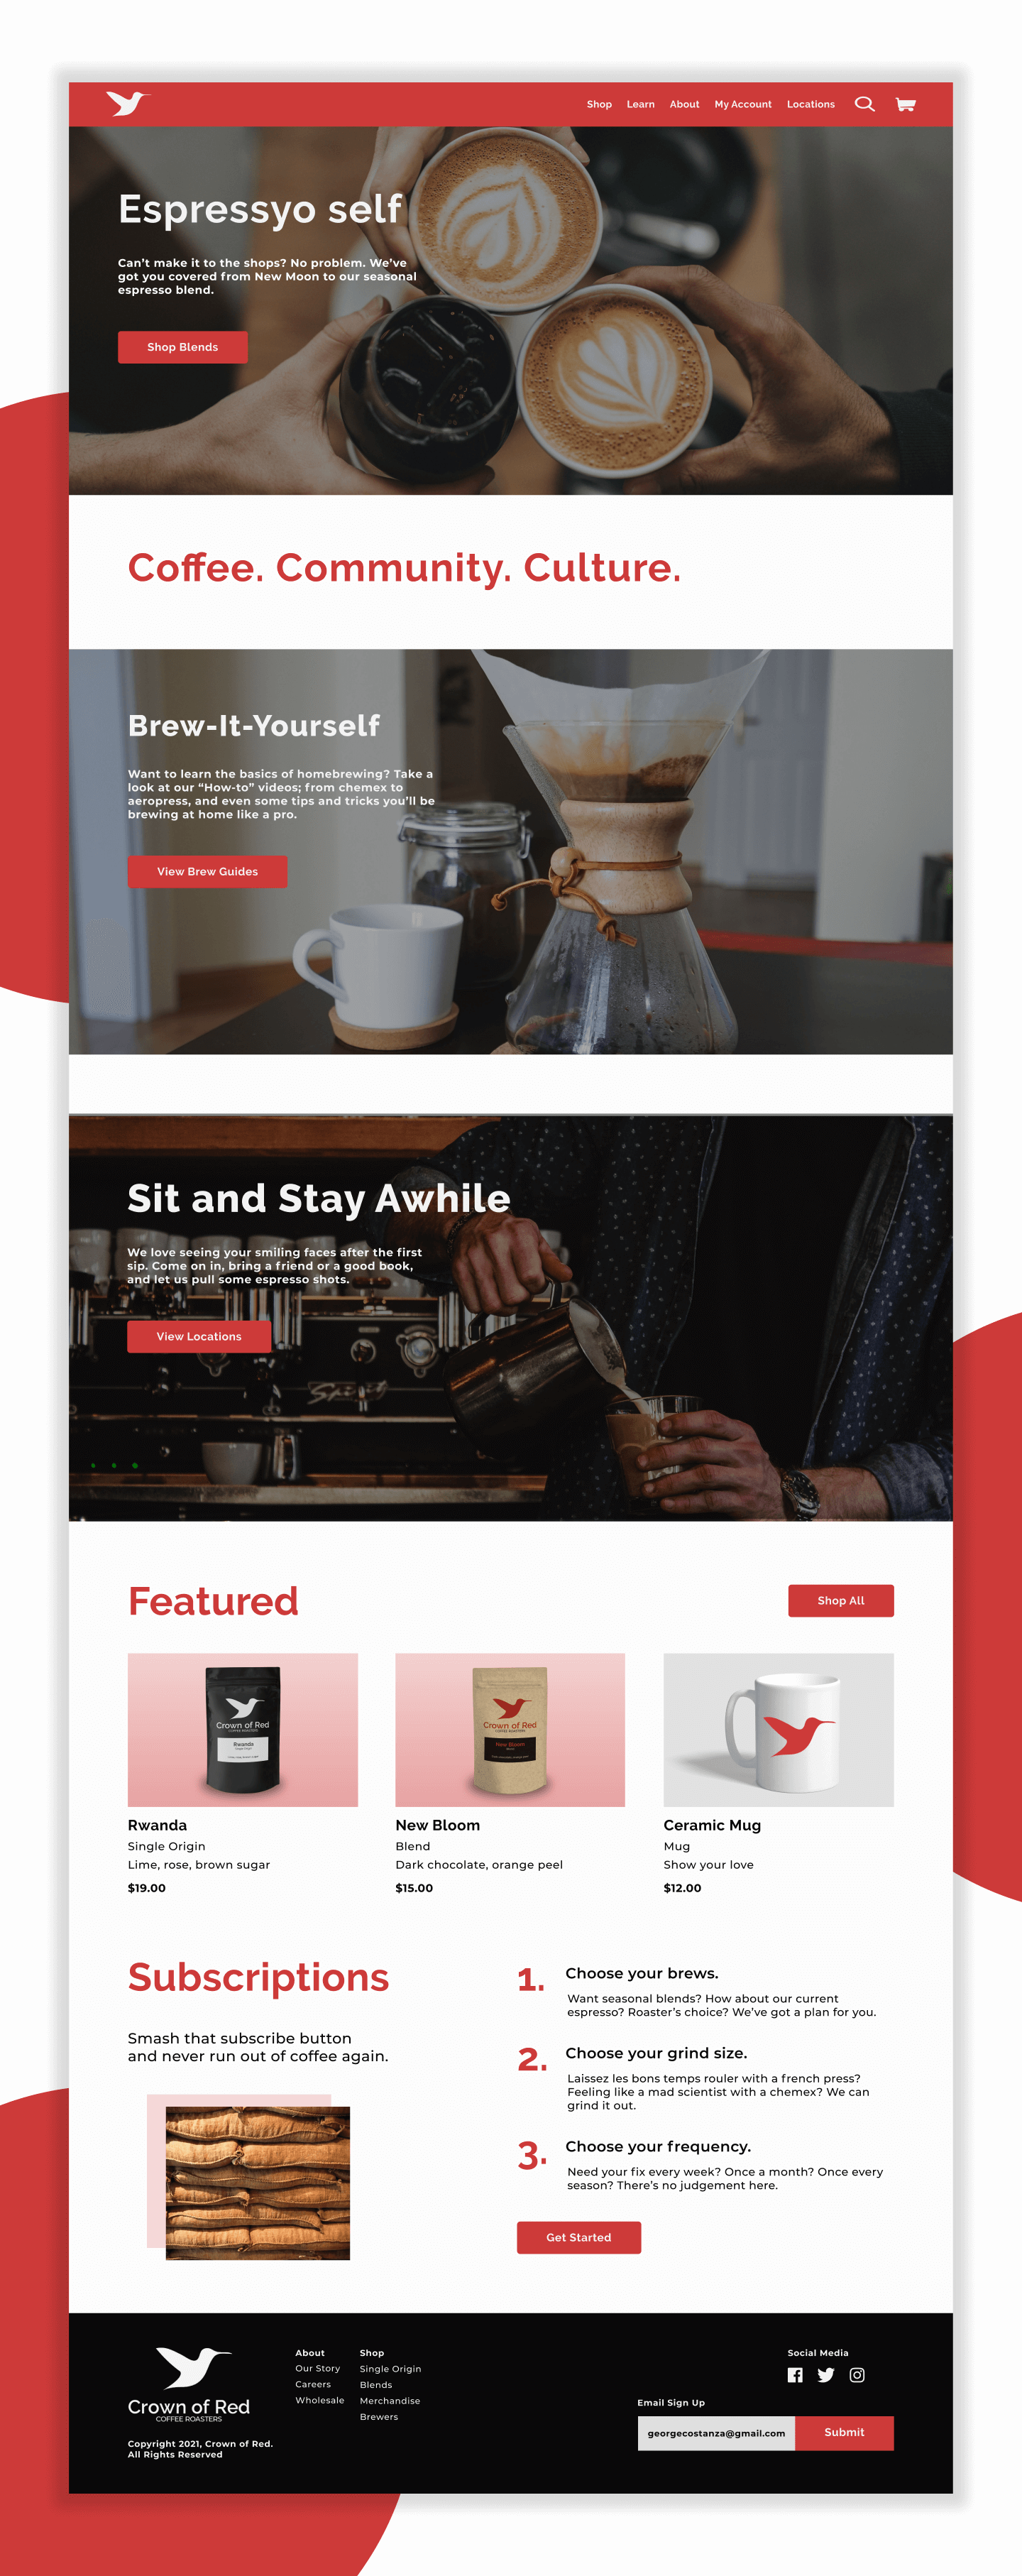 Shop Learn About My Account Locations
Espressyo self
Can't make it to the shops? No problem. We've
got you covered from New Moon to our seasonal
espresso blend.
Shop Blends
Coffee. Community. Culture.
Brew-It-Yourself
Want to learn the basics of homebrewing? Take a
look at our “How-to” videos; from chemex to
aeropress, and even some tips and tricks you'll be
brewing at home like a pro.
View Brew Guides
Sit and Stay Awhile
We love seeing your smiling faces after the first
sip. Come on in, bring a friend or a good book,
and let us pull some espresso shots.
View Locations
Spirit
Featured
Shop All
Crown of Red
COFFEE ROASTERS
Rwanda
Single Origin
Crown of Red
COFFEE ROASTERS
New Bloom
Blend
Rwanda
Single Origin
Lime, rose, brown sugar
$19.00
New Bloom
Blend
Dark chocolate, orange peel
$15.00
Ceramic Mug
Mug
Show your love
$12.00
Subscriptions
Smash that subscribe button
and never run out of coffee again.
1. Choose your brews.
Want seasonal blends? How about our current
espresso? Roaster's choice? We've got a plan for you.
2. Choose your grind size.
Laissez les bons temps rouler with a french press?
Feeling like a mad scientist with a chemex? We can
grind it out.
3. Choose your frequency.
Need your fix every week? Once a month? Once every
season? There's no judgement here.
Get Started
Crown of Red
COFFEE ROASTERS
Copyright 2021, Crown of Red.
All Rights Reserved
About
Our Story
Careers
Wholesale
Shop
Single Origin
Blends
Merchandise
Brewers
Social Media
Email Sign Up
georgecostanza@gmail.com
Submit